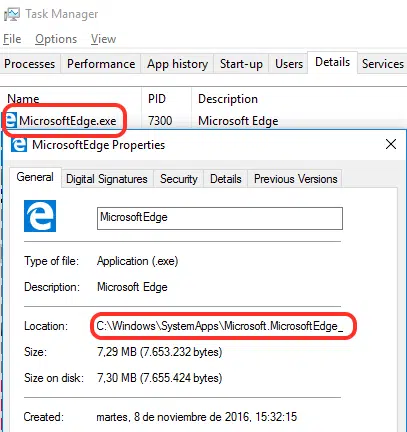 Task Manager
File Options View
Processes Performance App history Start-up Users Details Services
Name PID Description
MicrosoftEdge.exe 7300 Microsoft Edge
MicrosoftEdge Properties
General Digital Signatures Security Details Previous Versions
MicrosoftEdge
Type of file: Application (.exe)
Description: Microsoft Edge
Location: C:\Windows\SystemApps\Microsoft.MicrosoftEdge_
Size: 7,29 MB (7.653.232 bytes)
Size on disk: 7,30 MB (7.655.424 bytes)
Created: martes, 8 de noviembre de 2016, 15:32:15